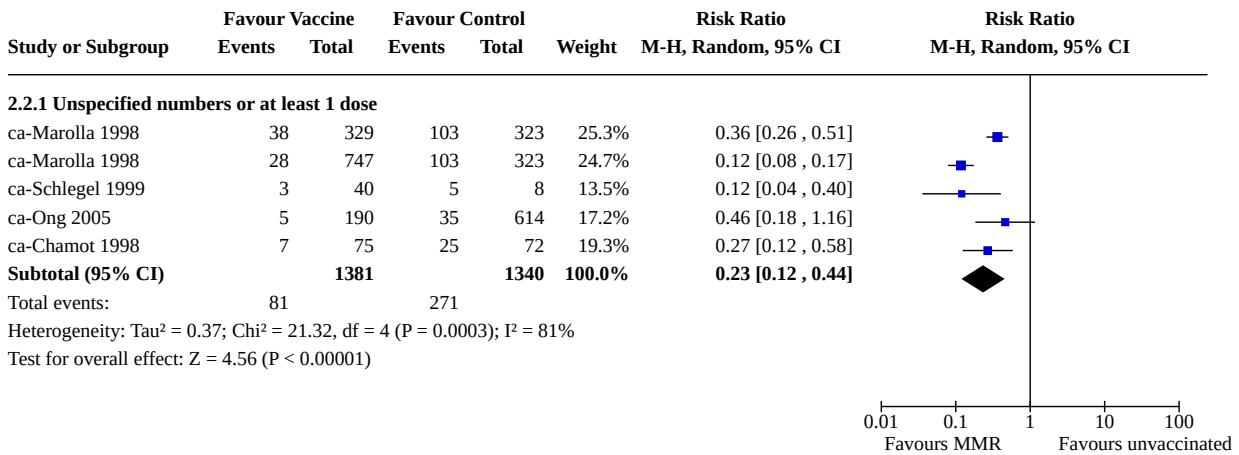 Favour Vaccine Favour Control Risk Ratio Risk Ratio
Study or Subgroup Events Total Events Total Weight M-H, Random, 95% CI M-H, Random, 95% CI
2.2.1 Unspecified numbers or at least 1 dose
ca-Marolla 1998 38 329 103 323 25.3% 0.36 [0.26 , 0.51]
ca-Marolla 1998 28 747 103 323 24.7% 0.12 [0.08 , 0.17]
ca-Schlegel 1999 3 40 5 8 13.5% 0.12 [0.04 , 0.40]
ca-Ong 2005 5 190 35 614 17.2% 0.46 [0.18 , 1.16]
ca-Chamot 1998 7 75 25 72 19.3% 0.27 [0.12 , 0.58]
Subtotal (95% CI) 1381 1340 100.0% 0.23 [0.12 , 0.44]
Total events: 81 271
Heterogeneity: Tau² = 0.37; Chi² = 21.32, df = 4 (P = 0.0003); I² = 81%
Test for overall effect: Z = 4.56 (P < 0.00001)
0.01 0.1 1 10 100
Favours MMR Favours unvaccinated